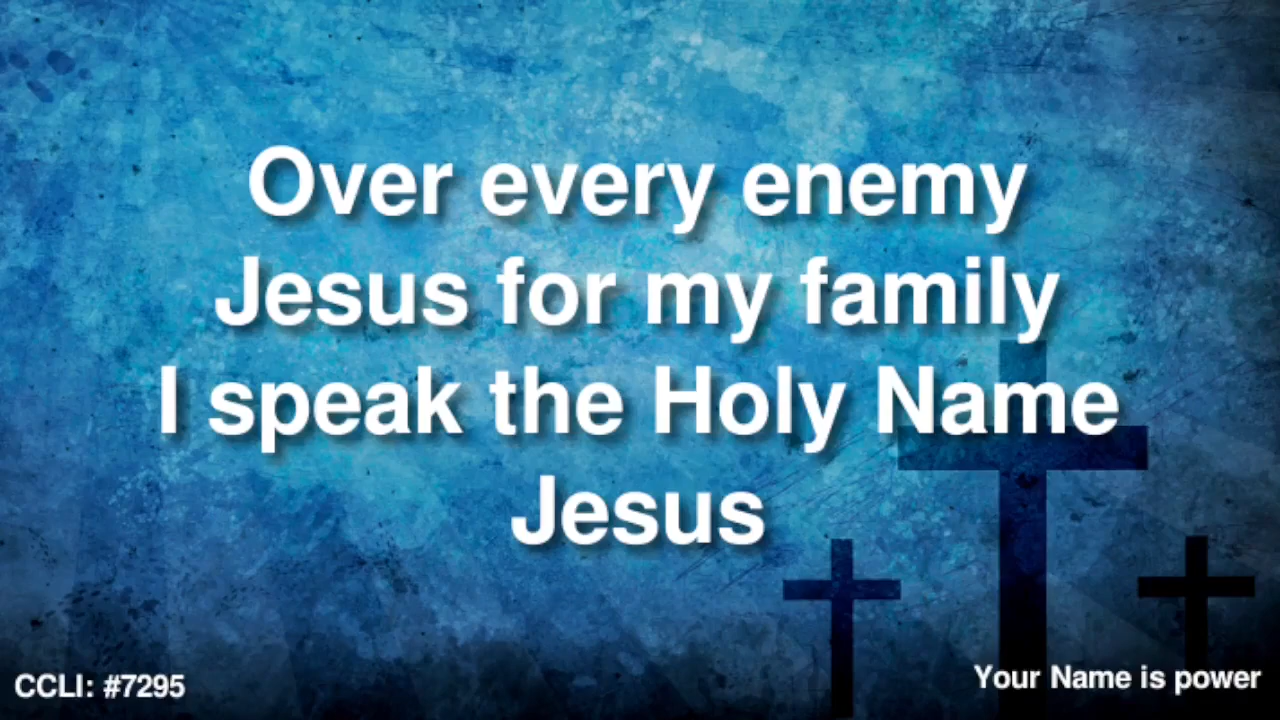 Over every enemy
Jesus for my family
I speak the Holy Name
Jesus
CCLI: #7295
Your Name is power